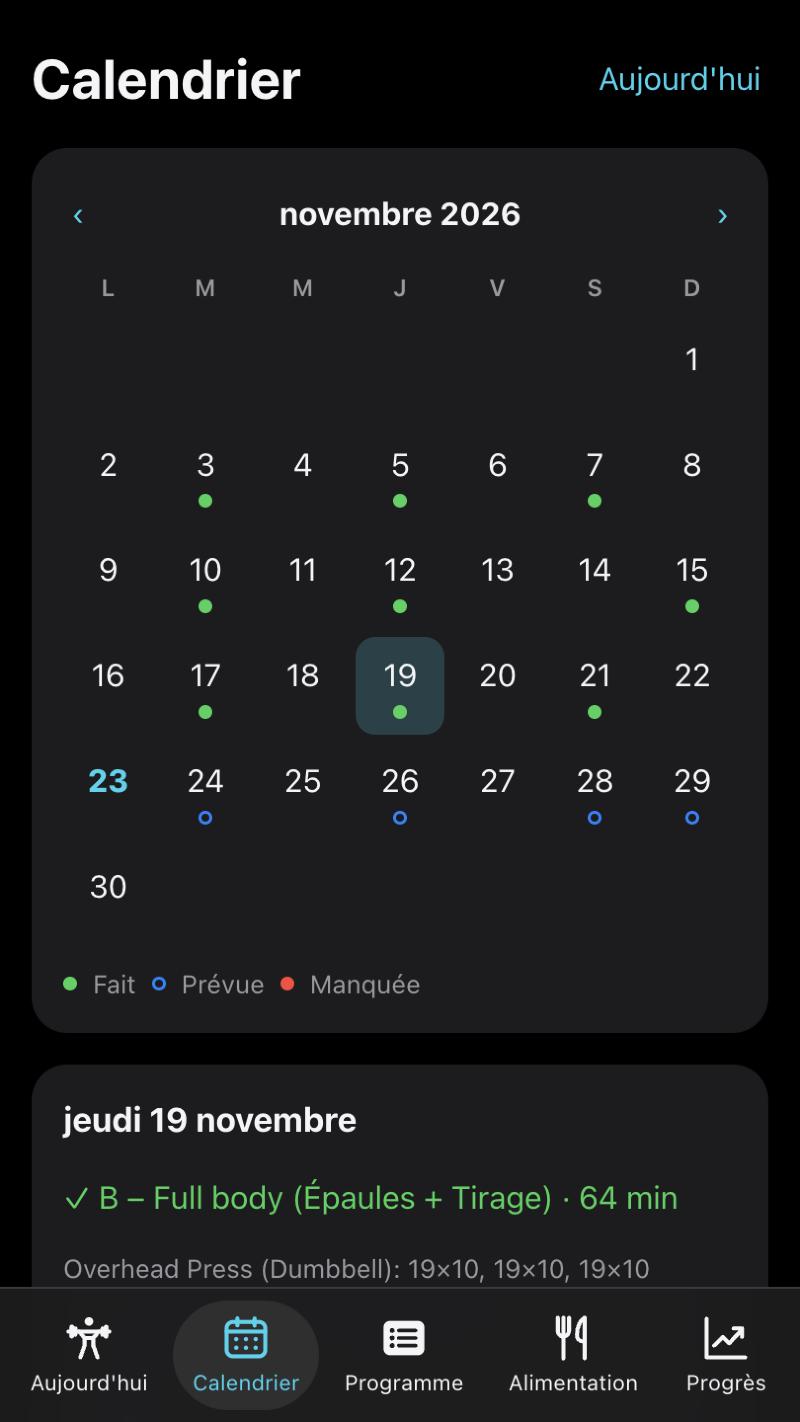 Calendrier
Aujourd'hui
‹ novembre 2026 ›
L M M J V S D
1
2 3 4 5 6 7 8
9 10 11 12 13 14 15
16 17 18 19 20 21 22
23 24 25 26 27 28 29
30
Fait Prévue Manquée
jeudi 19 novembre
✓ B – Full body (Épaules + Tirage) · 64 min
Overhead Press (Dumbbell): 19×10, 19×10, 19×10
Aujourd'hui Calendrier Programme Alimentation Progrès